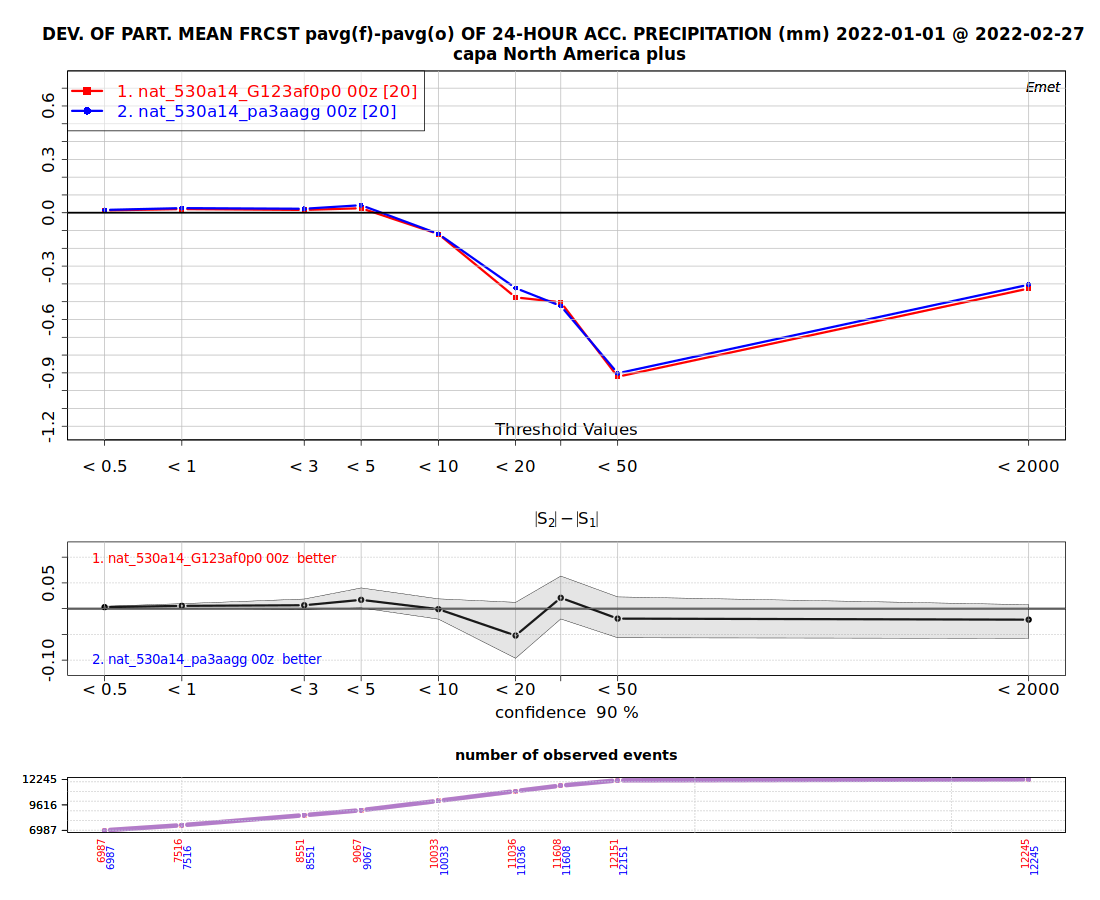 DEV. OF PART. MEAN FRCST pavg(f)-pavg(o) OF 24-HOUR ACC. PRECIPITATION (mm) 2022-01-01 @ 2022-02-27
capa North America plus
1. nat_530a14_G123af0p0 00z [20]
2. nat_530a14_pa3aagg 00z [20]
Emet
0.6
0.3
0.0
-0.3
-0.6
-0.9
-1.2
Threshold Values
< 0.5 < 1 < 3 < 5 < 10 < 20 < 50 < 2000
|S2| − |S1|
1. nat_530a14_G123af0p0 00z better
0.05
-0.10
2. nat_530a14_pa3aagg 00z better
< 0.5 < 1 < 3 < 5 < 10 < 20 < 50 < 2000
confidence 90 %
number of observed events
12245
9616
6987
6987 7516 8551 9067 10033 11036 11608 12151 12245
6987 7516 8551 9067 10033 11036 11608 12151 12245